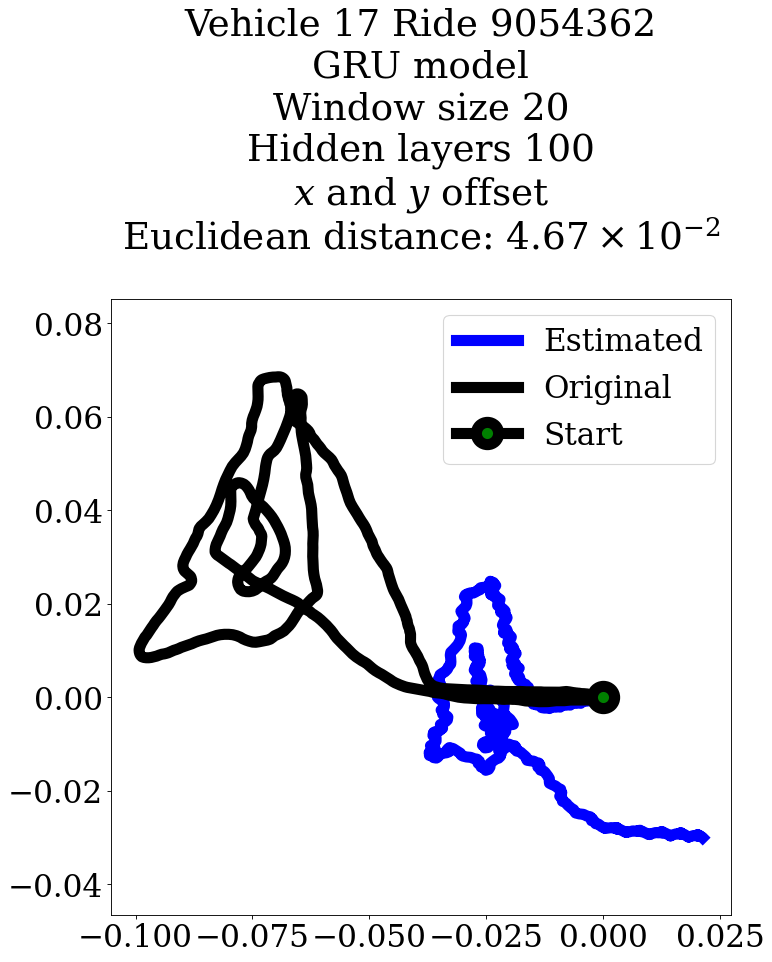 Vehicle 17 Ride 9054362
GRU model
Window size 20
Hidden layers 100
x and y offset
Euclidean distance: 4.67 × 10⁻²
Estimated
Original
Start
0.08
0.06
0.04
0.02
0.00
−0.02
−0.04
−0.100 −0.075 −0.050 −0.025 0.000 0.025